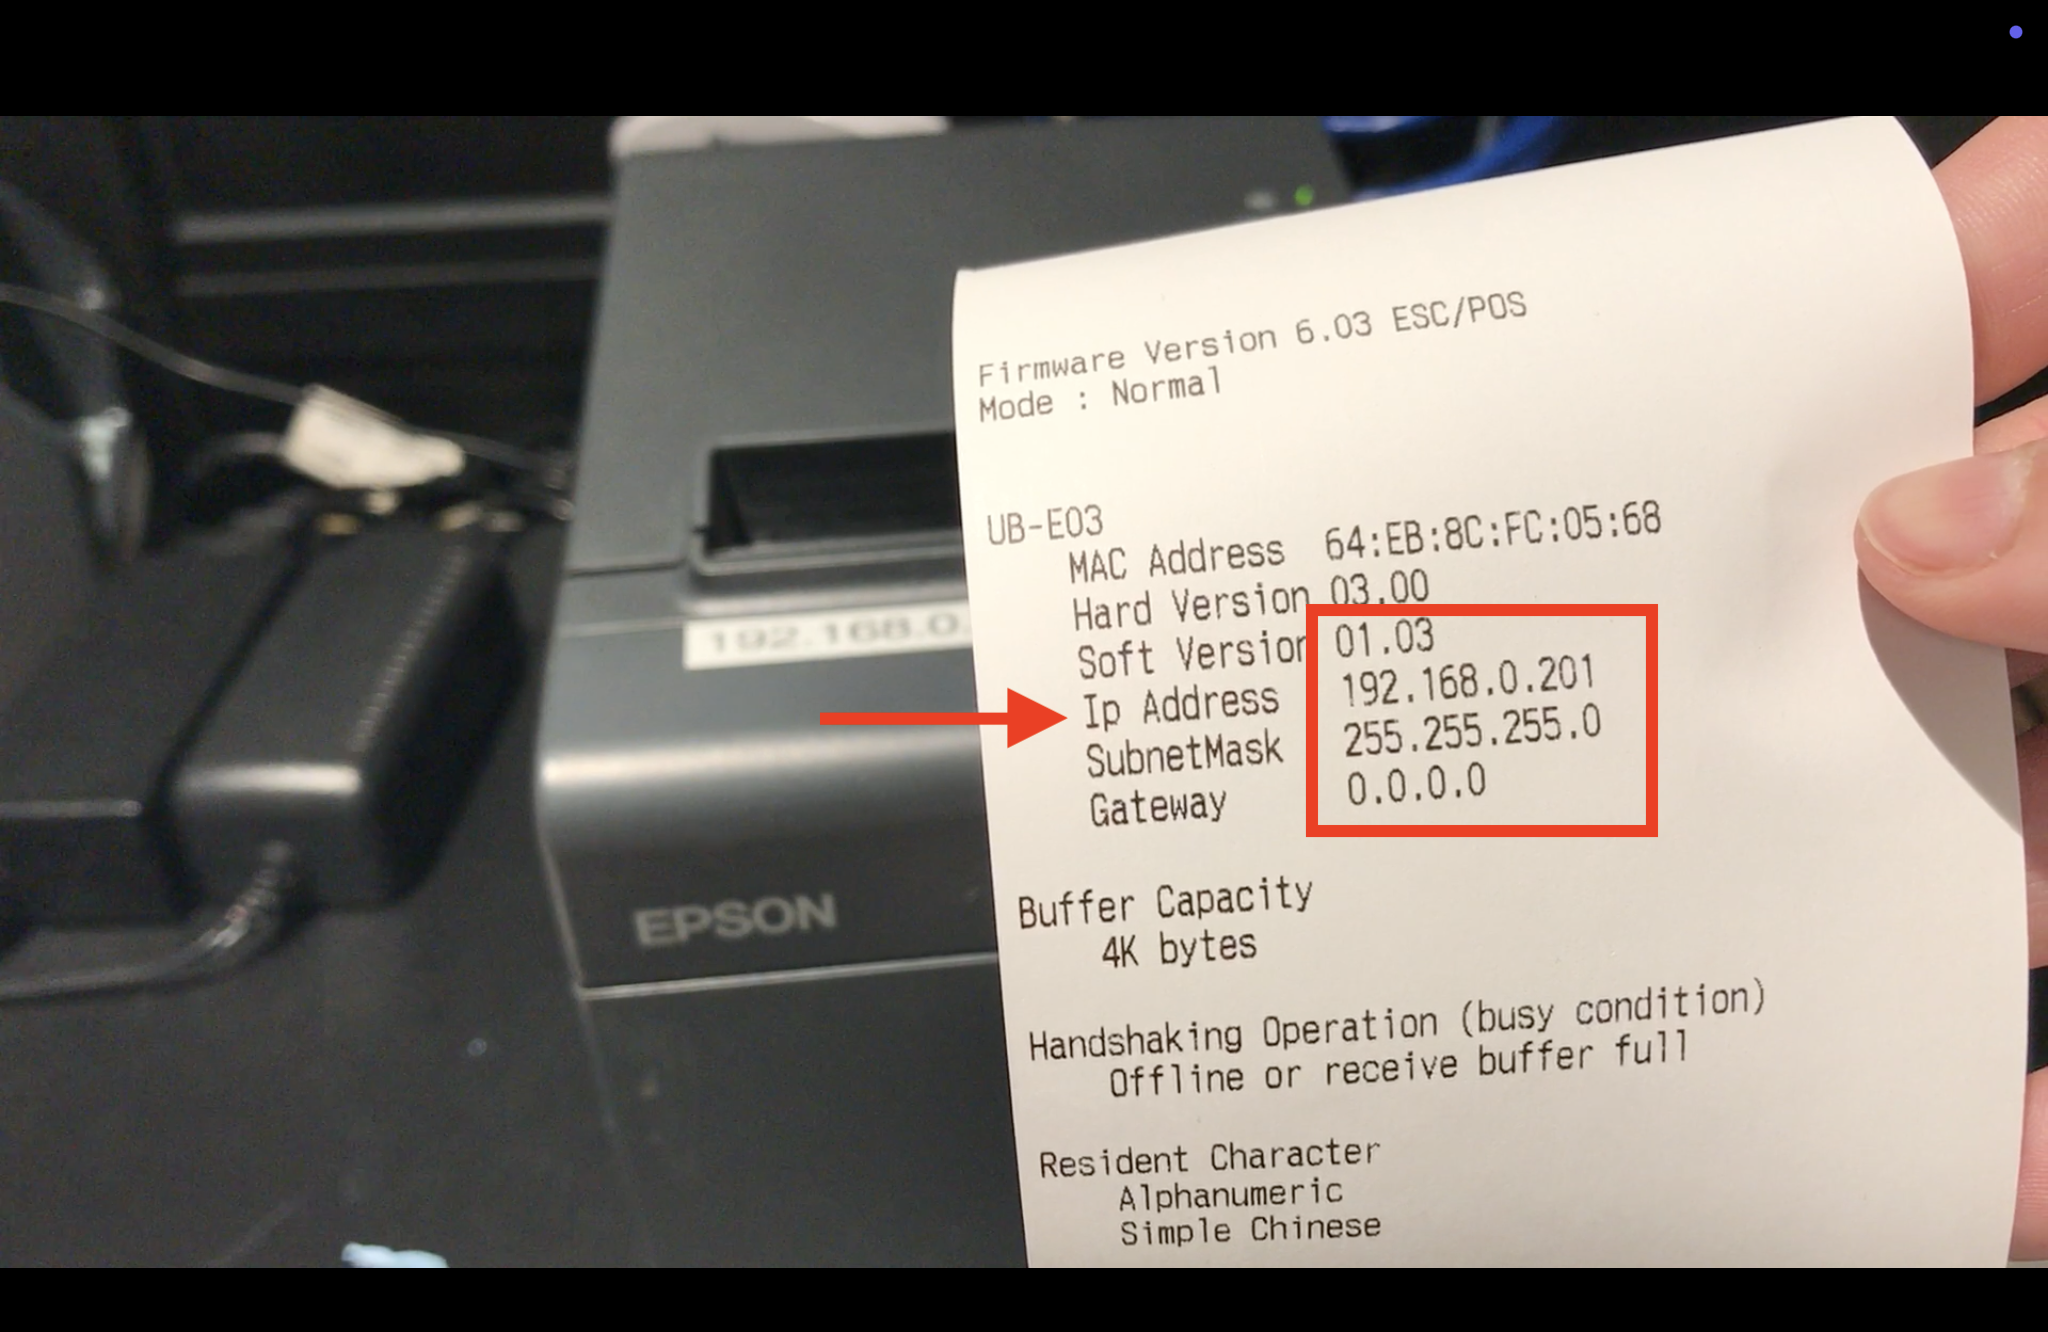 Firmware Version 6.03 ESC/POS
Mode : Normal
UB-E03
MAC Address 64:EB:8C:FC:05:68
Hard Version 03.00
Soft Version 01.03
Ip Address 192.168.0.201
SubnetMask 255.255.255.0
Gateway 0.0.0.0
Buffer Capacity
4K bytes
Handshaking Operation (busy condition)
Offline or receive buffer full
Resident Character
Alphanumeric
Simple Chinese
192.168.0.
EPSON